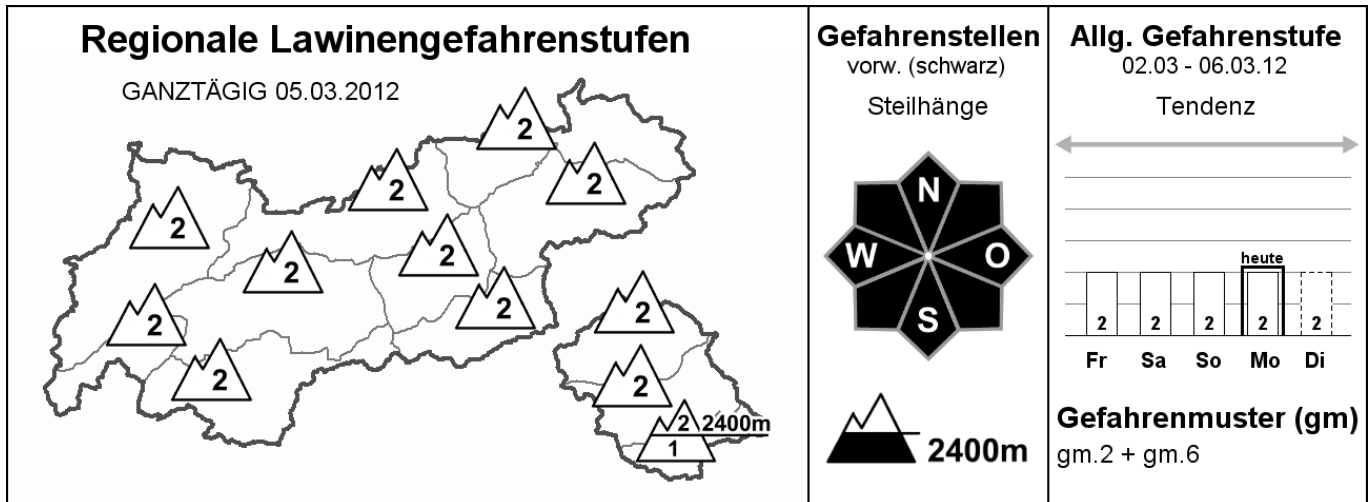 Regionale Lawinengefahrenstufen
GANZTÄGIG 05.03.2012
2
2
2
2
2
2
2
2
2
2
2
2
2 2400m
1
Gefahrenstellen
vorw. (schwarz)
Steilhänge
N
W O
S
2400m
Allg. Gefahrenstufe
02.03 - 06.03.12
Tendenz
heute
2 2 2 2 2
Fr Sa So Mo Di
Gefahrenmuster (gm)
gm.2 + gm.6